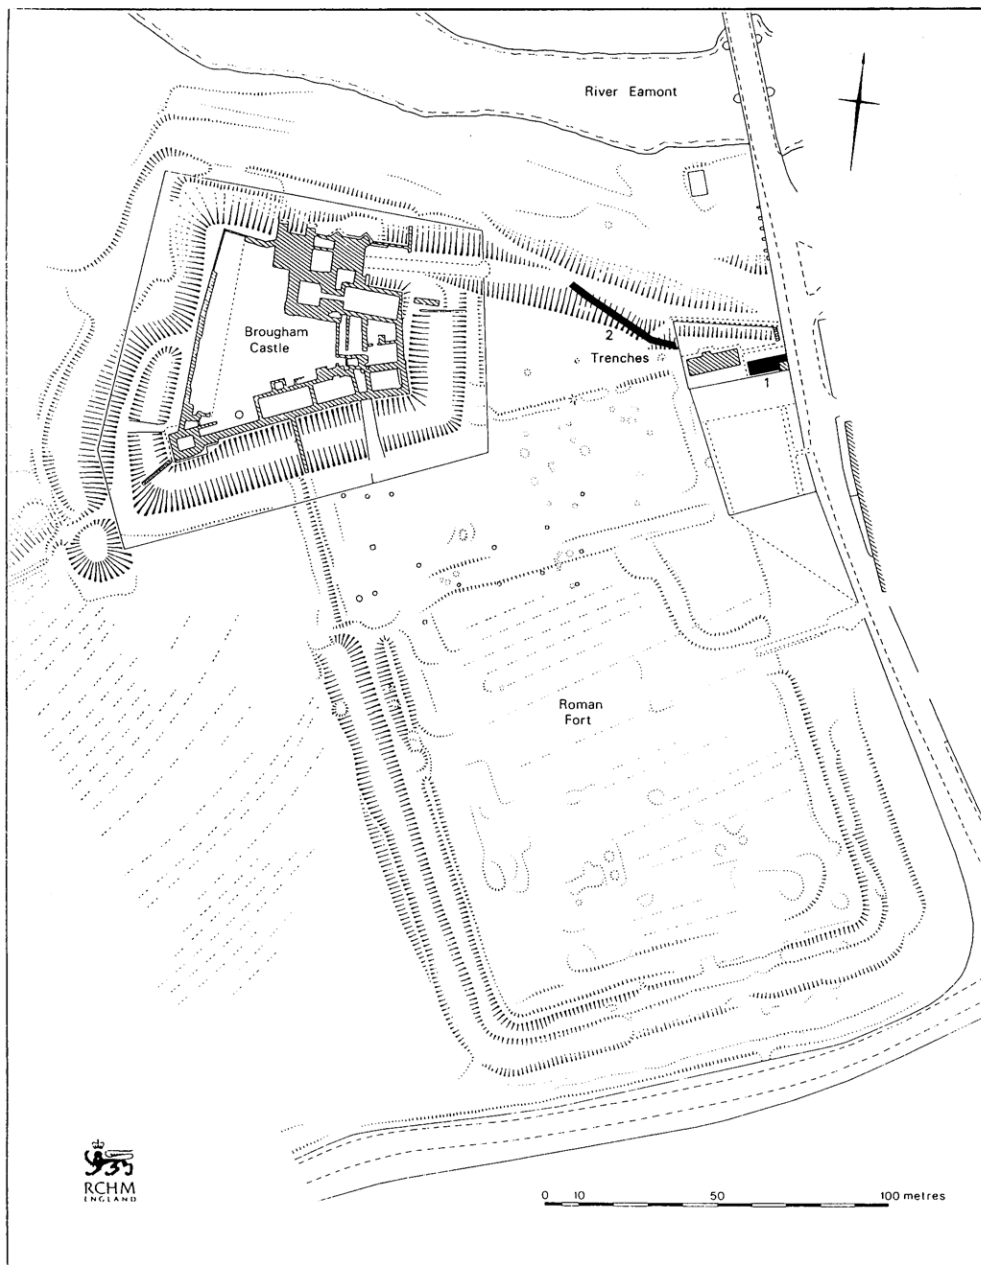 River Eamont
Brougham
Castle
2
Trenches
1
Roman
Fort
RCHM
ENGLAND
0 10 50 100 metres